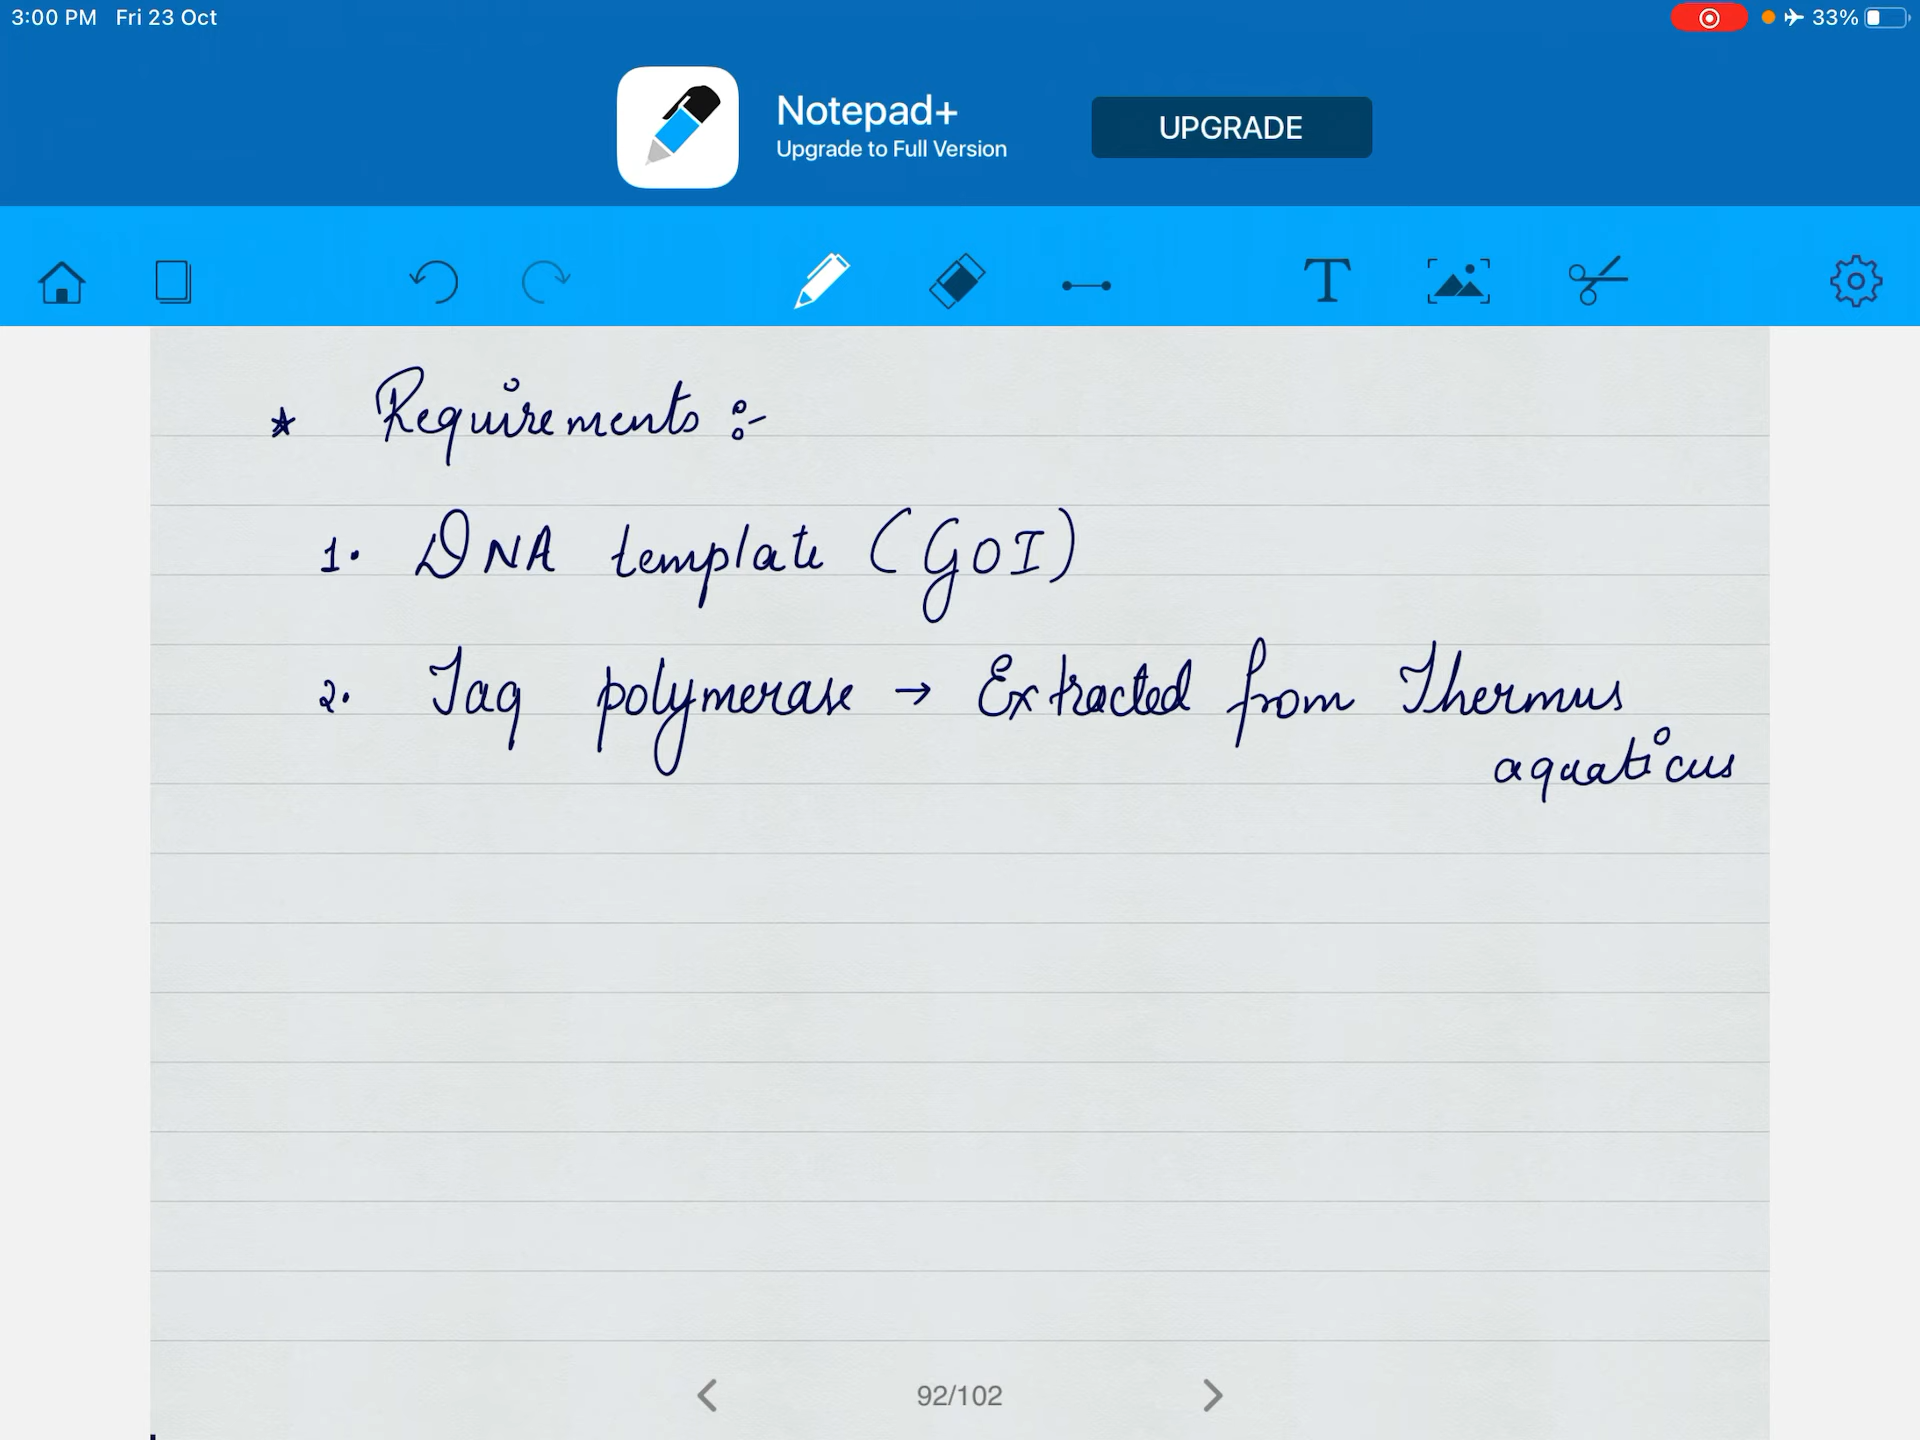 3:00 PM Fri 23 Oct 33%
Notepad+
Upgrade to Full Version
UPGRADE
T
* Requirements :-
1. DNA template (GOI)
2. Taq polymerase → Extracted from Thermus
aquaticus
92/102